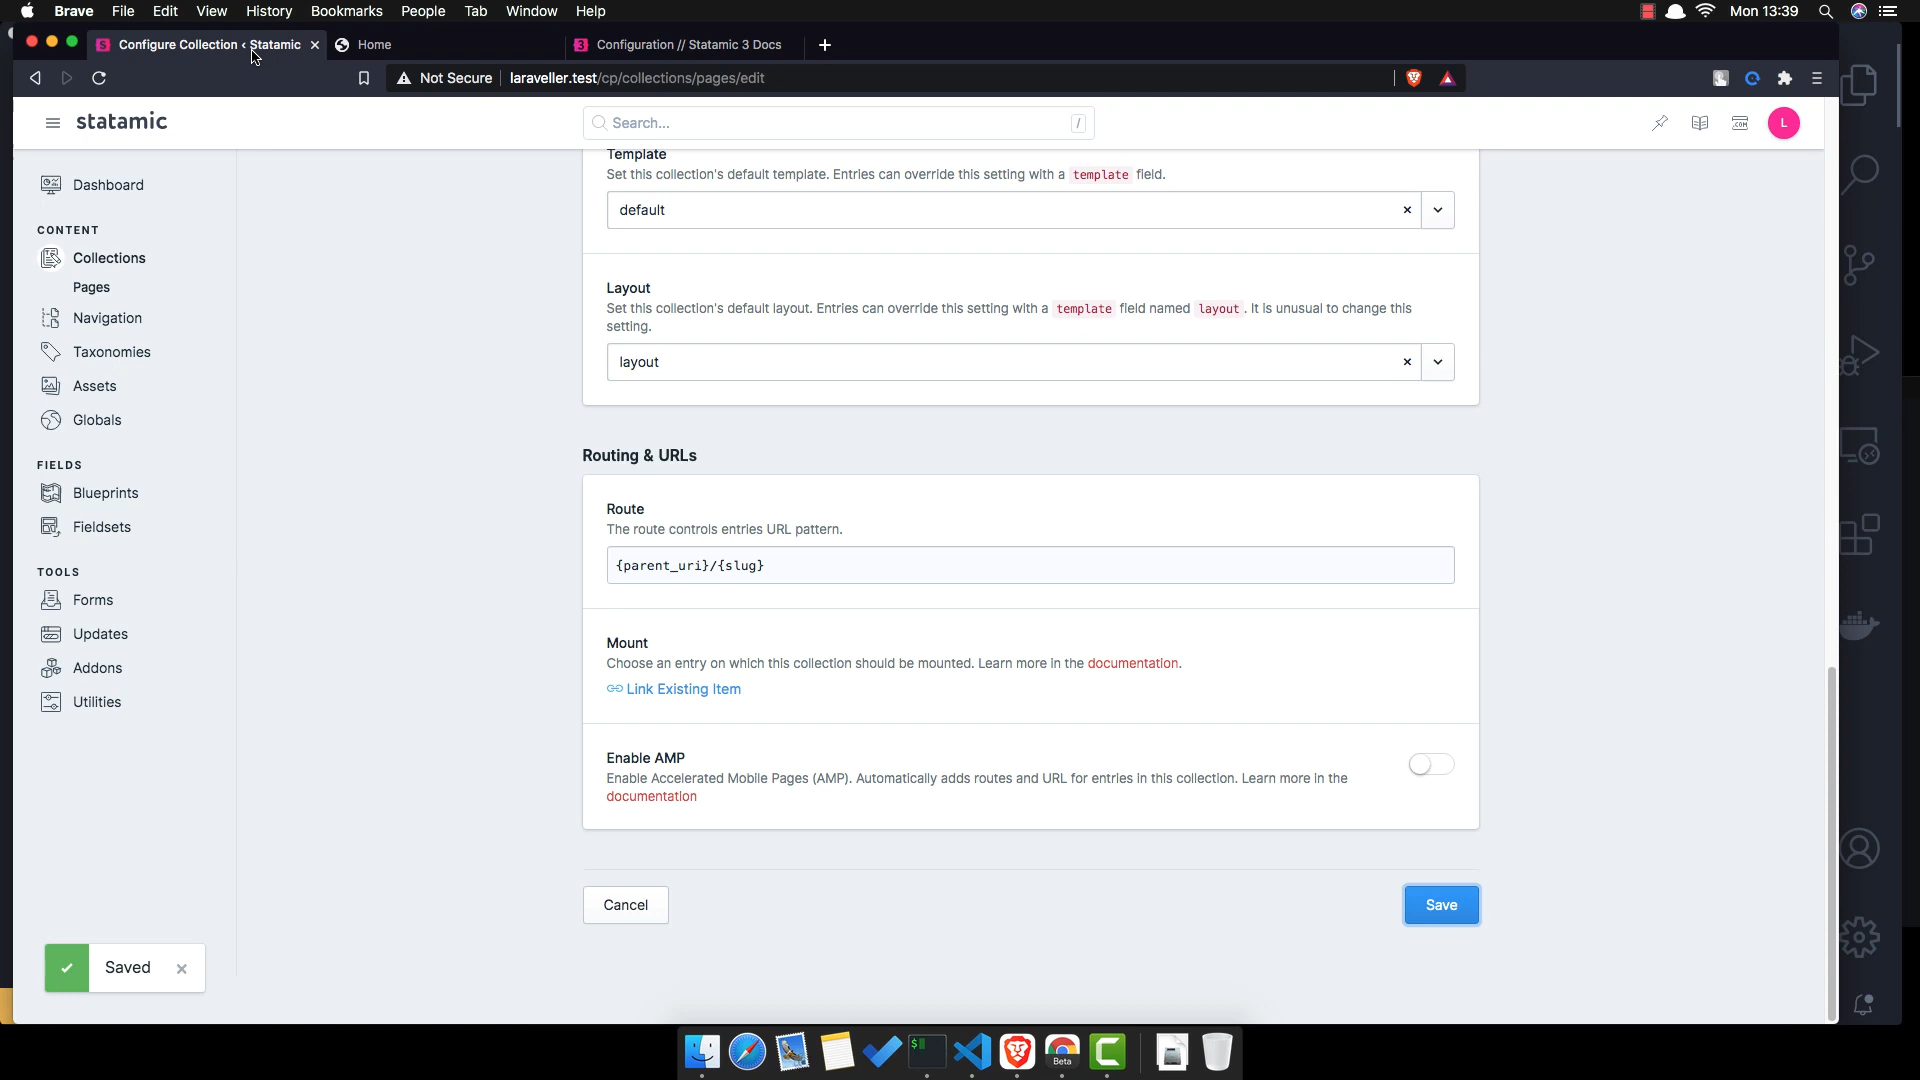 Brave File Edit View History Bookmarks People Tab Window Help Mon 13:39
Configure Collection ‹ Statamic Home Configuration // Statamic 3 Docs
Not Secure laraveller.test/cp/collections/pages/edit
statamic Search... / .COM L
Dashboard
CONTENT
Collections
Pages
Navigation
Taxonomies
Assets
Globals
FIELDS
Blueprints
Fieldsets
TOOLS
Forms
Updates
Addons
Utilities
Template
Set this collection's default template. Entries can override this setting with a template field.
default
Layout
Set this collection's default layout. Entries can override this setting with a template field named layout . It is unusual to change this
setting.
layout
Routing & URLs
Route
The route controls entries URL pattern.
{parent_uri}/{slug}
Mount
Choose an entry on which this collection should be mounted. Learn more in the documentation.
Link Existing Item
Enable AMP
Enable Accelerated Mobile Pages (AMP). Automatically adds routes and URL for entries in this collection. Learn more in the
documentation
Cancel Save
Saved
Beta